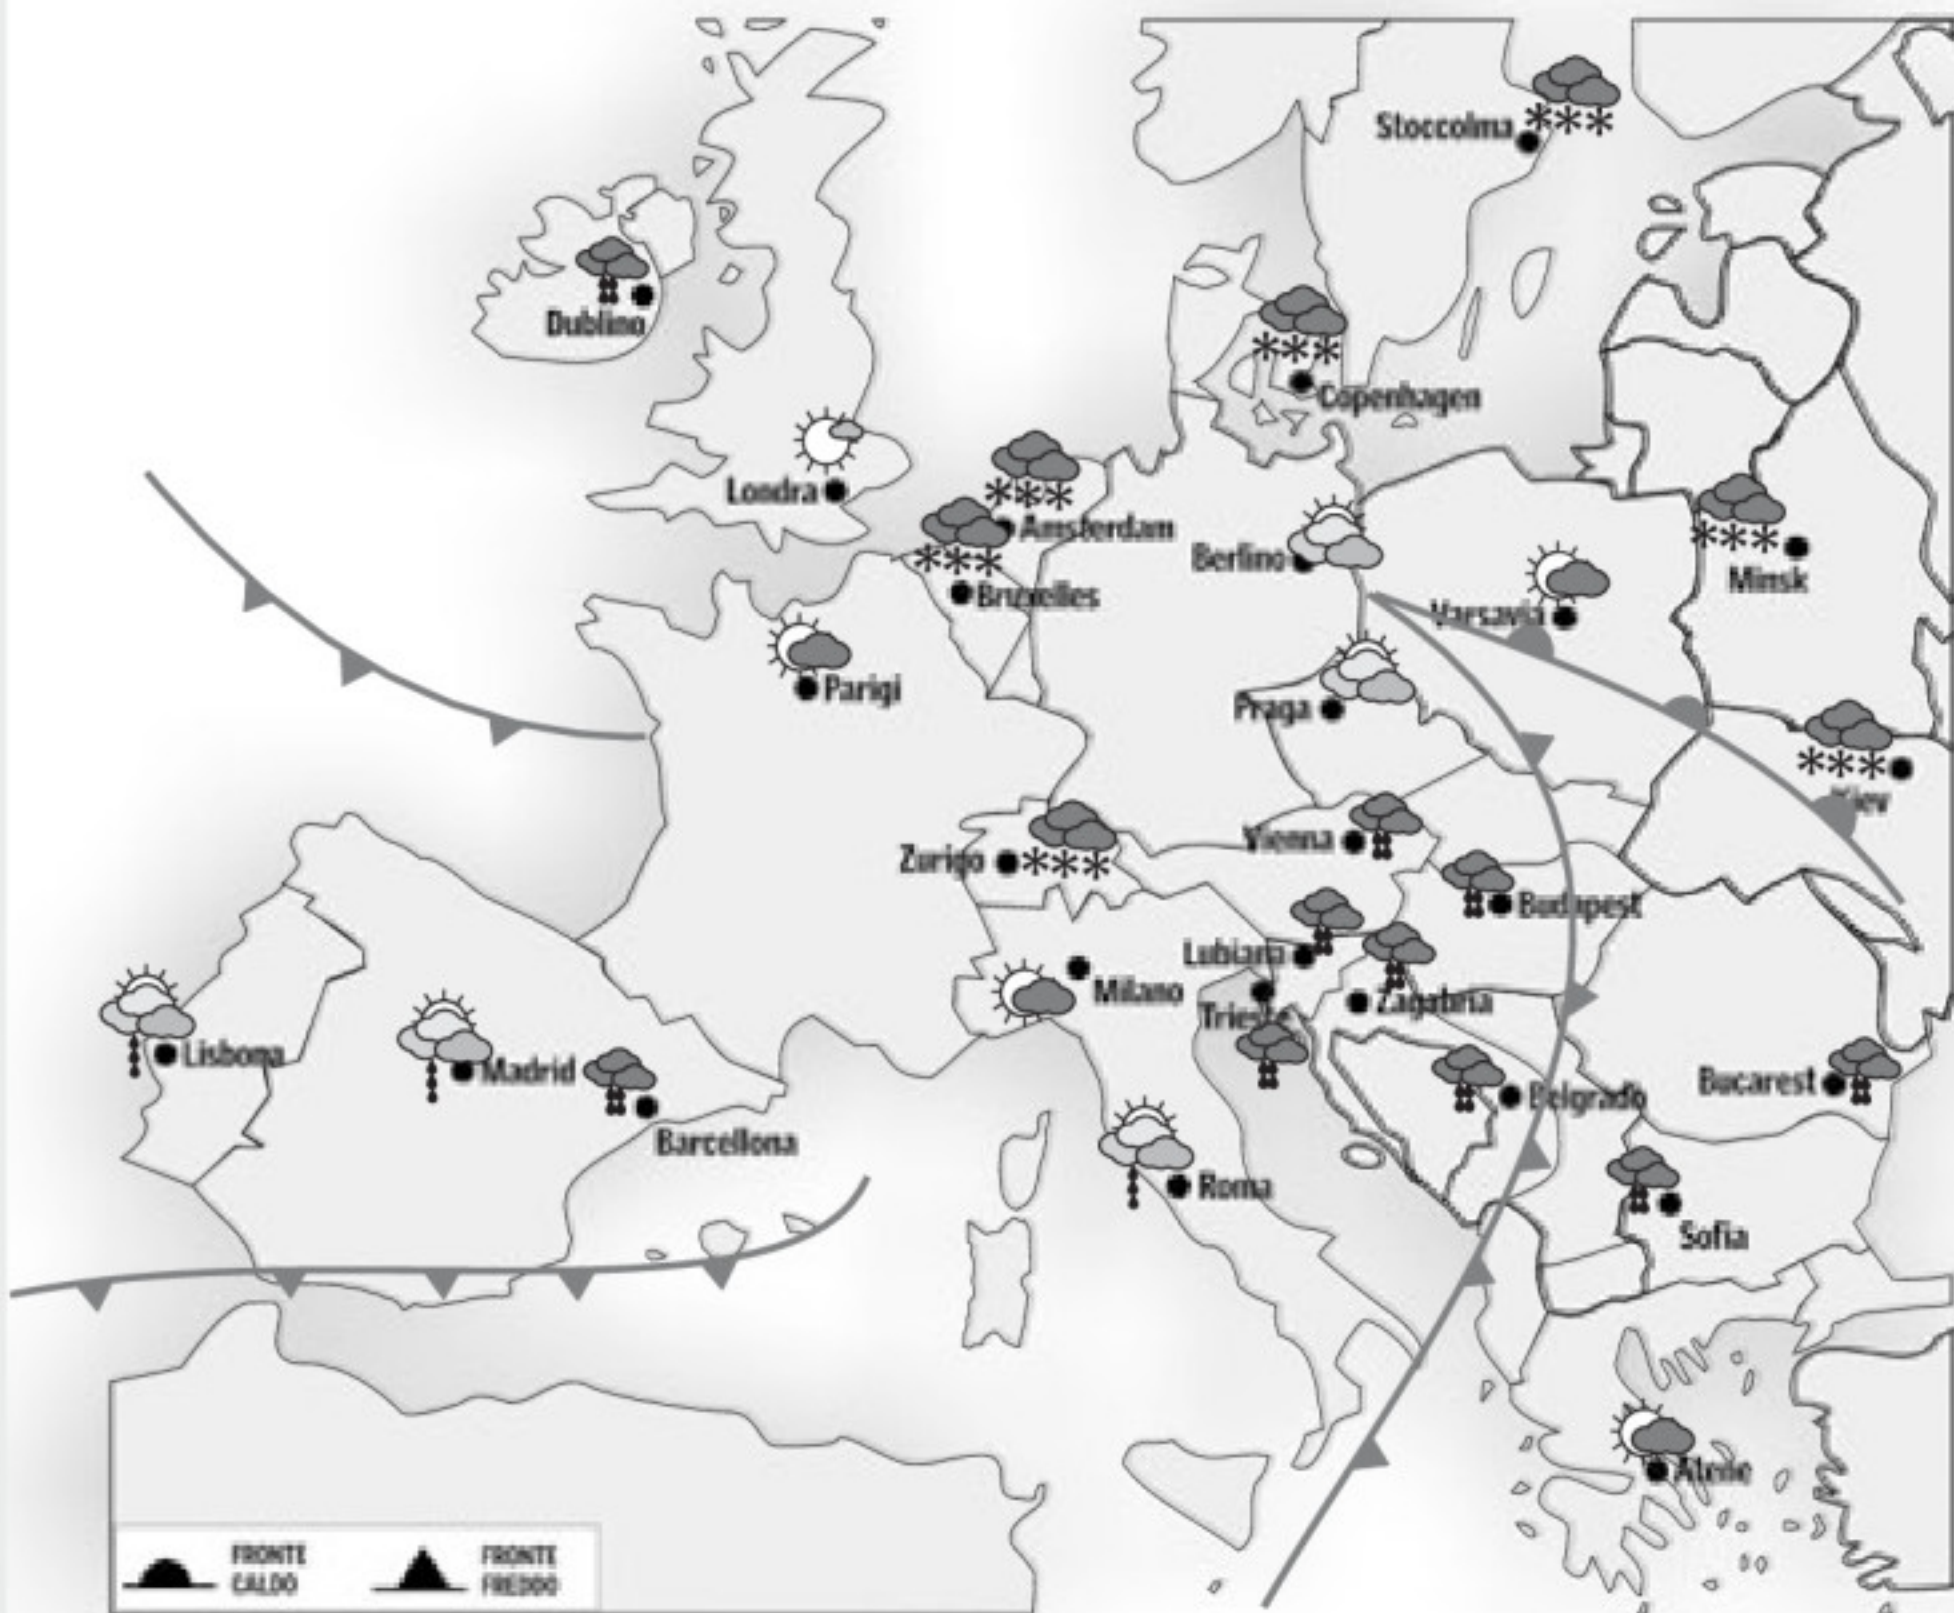 Stoccolma
Dublino
Copenhagen
Londra
Amsterdam
Berlino
Minsk
Bruxelles
Varsavia
Parigi
Praga
Kiev
Vienna
Zurigo
Budapest
Lubiana
Milano
Zagabria
Trieste
Lisbona
Madrid
Belgrado
Bucarest
Barcellona
Roma
Sofia
Atene
FRONTE
CALDO
FRONTE
FREDDO